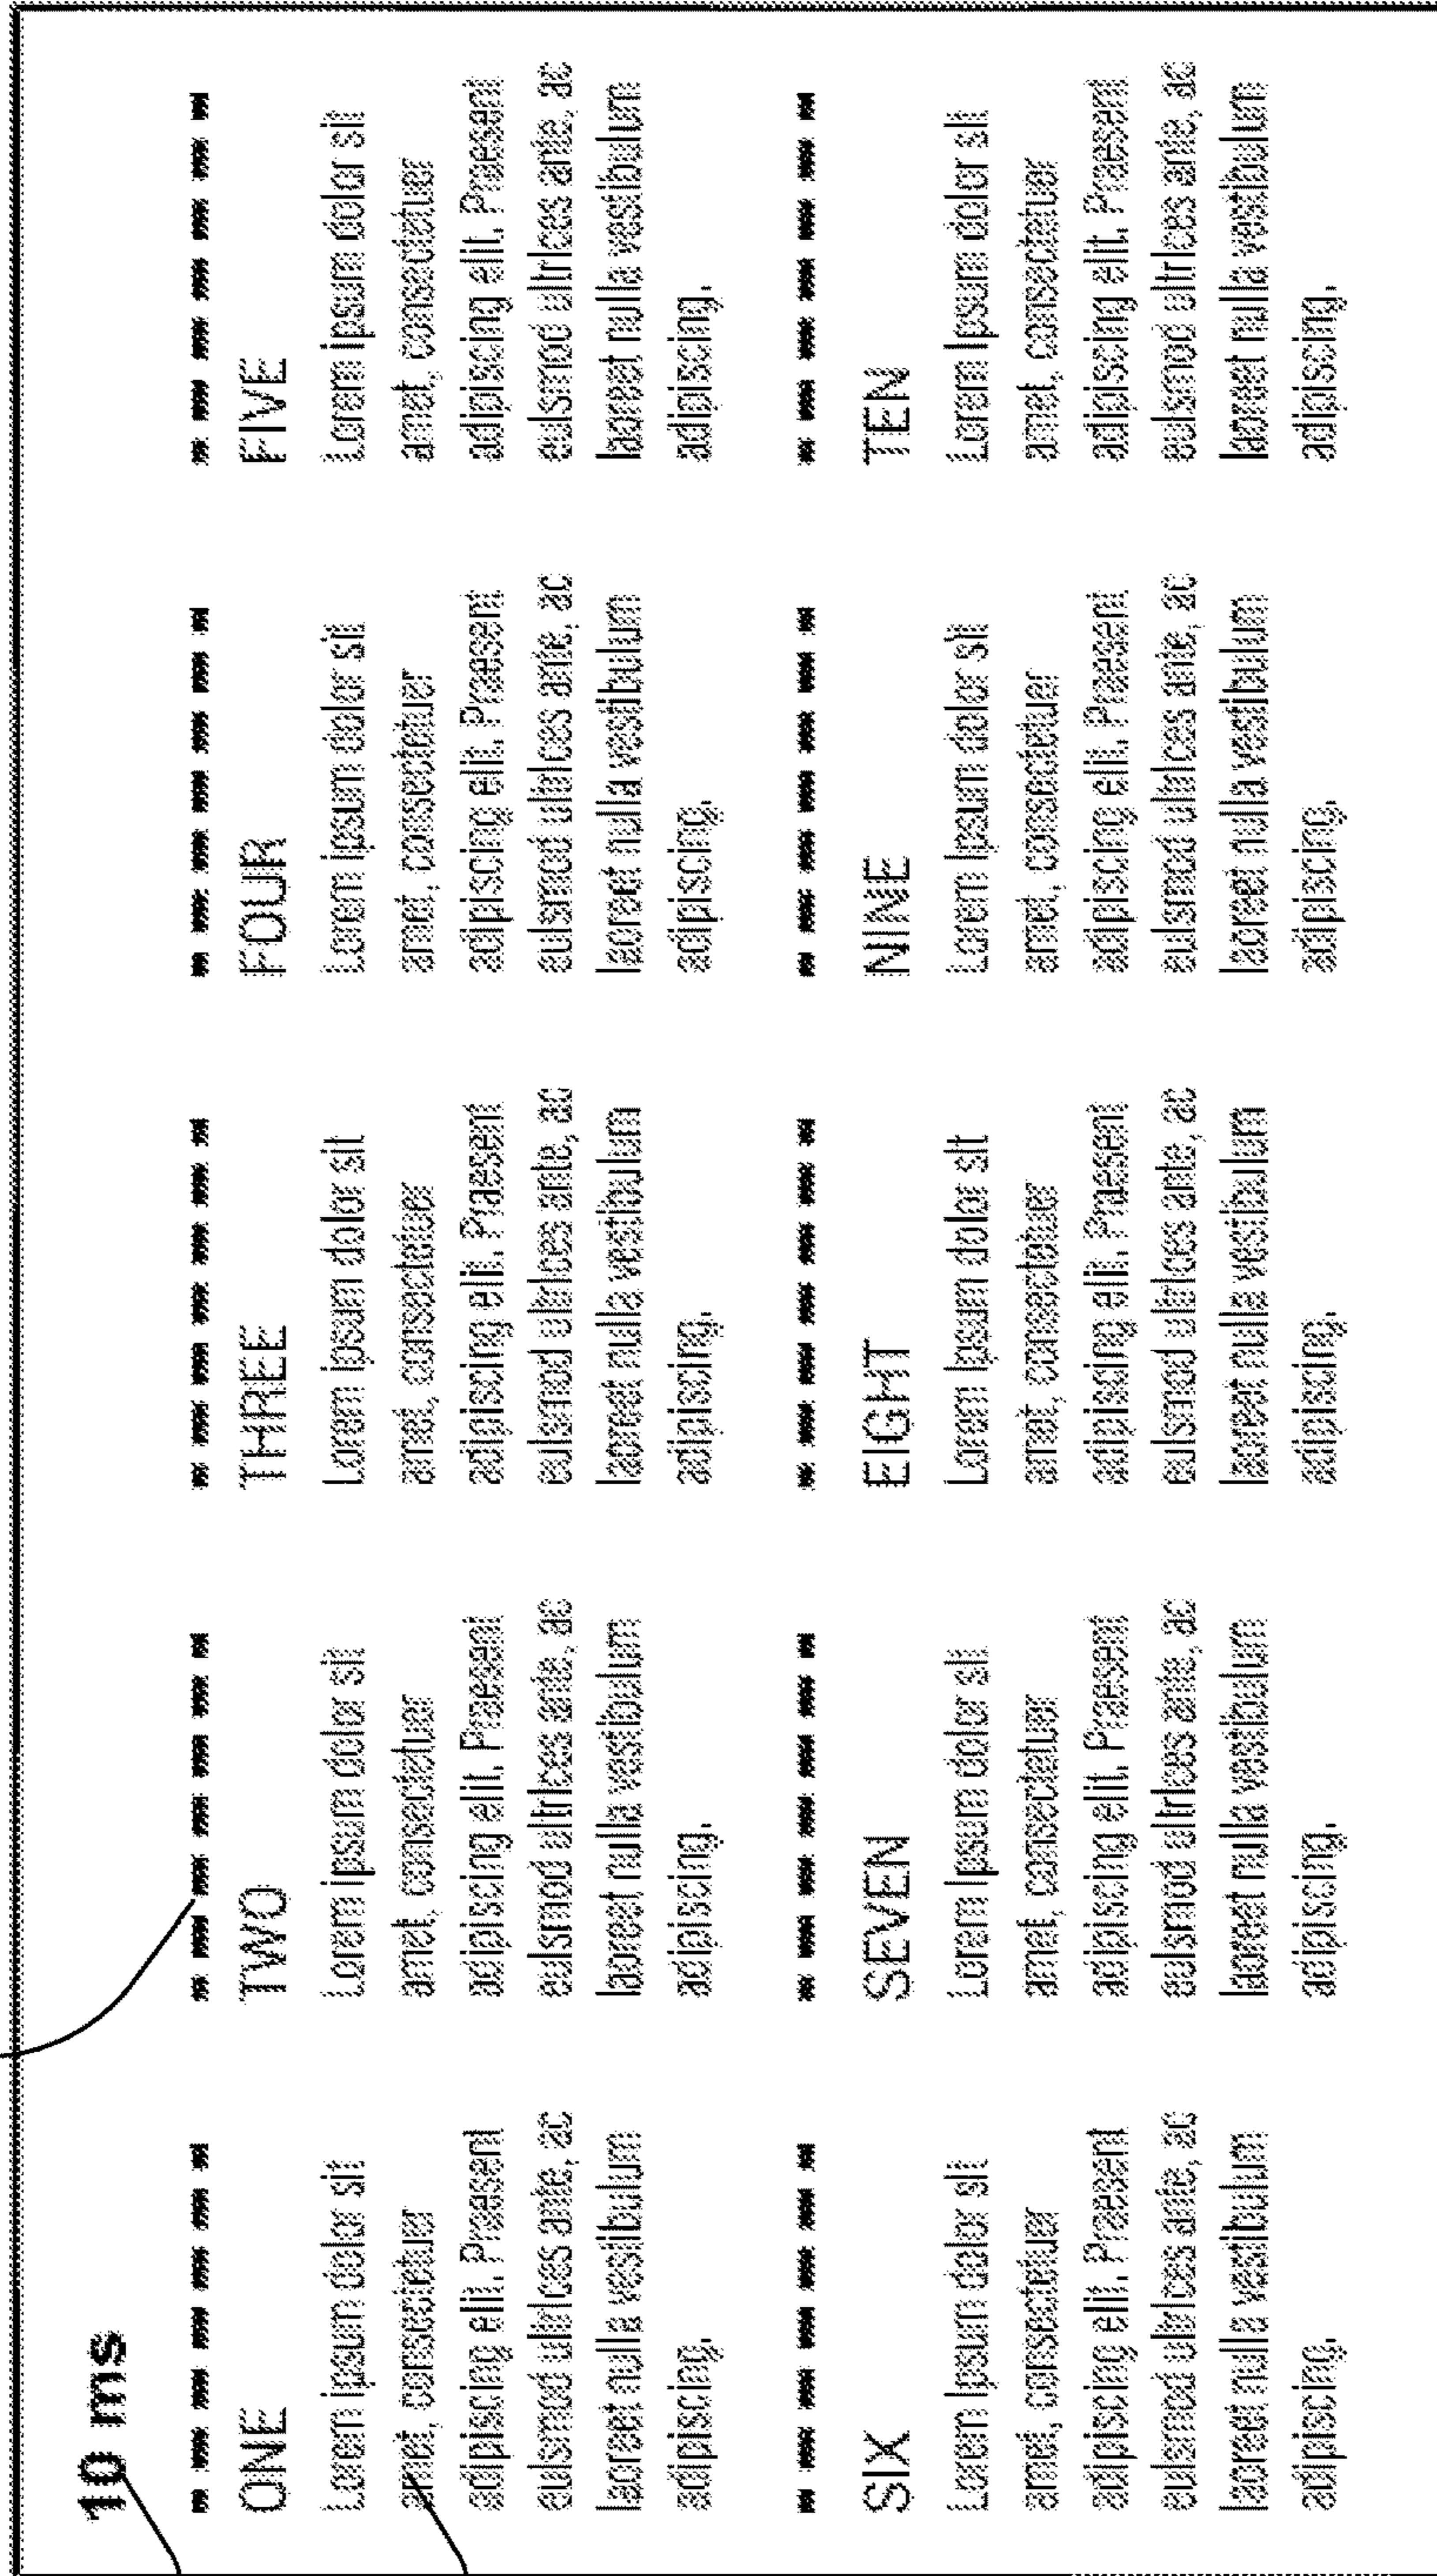 10 ms
ONE
Lorem ipsum dolor sit
amet, consectetuer
adipiscing elit. Praesent
euismod ultrices ante, ac
laoreet nulla vestibulum
adipiscing.
TWO
Lorem ipsum dolor sit
amet, consectetuer
adipiscing elit. Praesent
euismod ultrices ante, ac
laoreet nulla vestibulum
adipiscing.
THREE
Lorem ipsum dolor sit
amet, consectetuer
adipiscing elit. Praesent
euismod ultrices ante, ac
laoreet nulla vestibulum
adipiscing.
FOUR
Lorem ipsum dolor sit
amet, consectetuer
adipiscing elit. Praesent
euismod ultrices ante, ac
laoreet nulla vestibulum
adipiscing.
FIVE
Lorem ipsum dolor sit
amet, consectetuer
adipiscing elit. Praesent
euismod ultrices ante, ac
laoreet nulla vestibulum
adipiscing.
SIX
Lorem ipsum dolor sit
amet, consectetuer
adipiscing elit. Praesent
euismod ultrices ante, ac
laoreet nulla vestibulum
adipiscing.
SEVEN
Lorem ipsum dolor sit
amet, consectetuer
adipiscing elit. Praesent
euismod ultrices ante, ac
laoreet nulla vestibulum
adipiscing.
EIGHT
Lorem ipsum dolor sit
amet, consectetuer
adipiscing elit. Praesent
euismod ultrices ante, ac
laoreet nulla vestibulum
adipiscing.
NINE
Lorem ipsum dolor sit
amet, consectetuer
adipiscing elit. Praesent
euismod ultrices ante, ac
laoreet nulla vestibulum
adipiscing.
TEN
Lorem ipsum dolor sit
amet, consectetuer
adipiscing elit. Praesent
euismod ultrices ante, ac
laoreet nulla vestibulum
adipiscing.